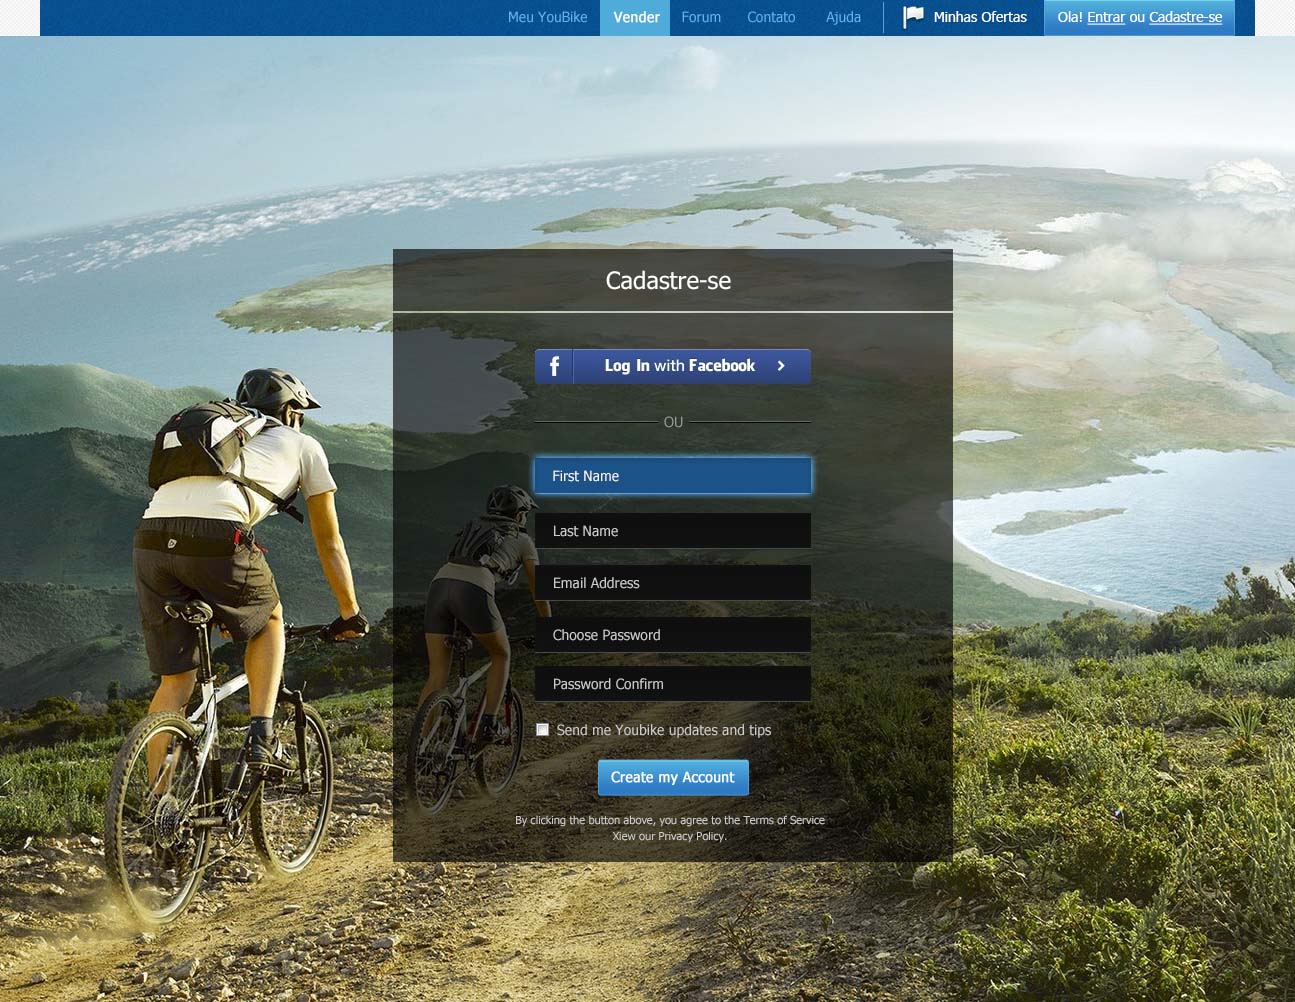 Meu YouBike Vender Forum Contato Ajuda Minhas Ofertas Ola! Entrar ou Cadastre-se
Cadastre-se
f Log In with Facebook
OU
First Name
Last Name
Email Address
Choose Password
Password Confirm
Send me Youbike updates and tips
Create my Account
By clicking the button above, you agree to the Terms of Service
Xiew our Privacy Policy.